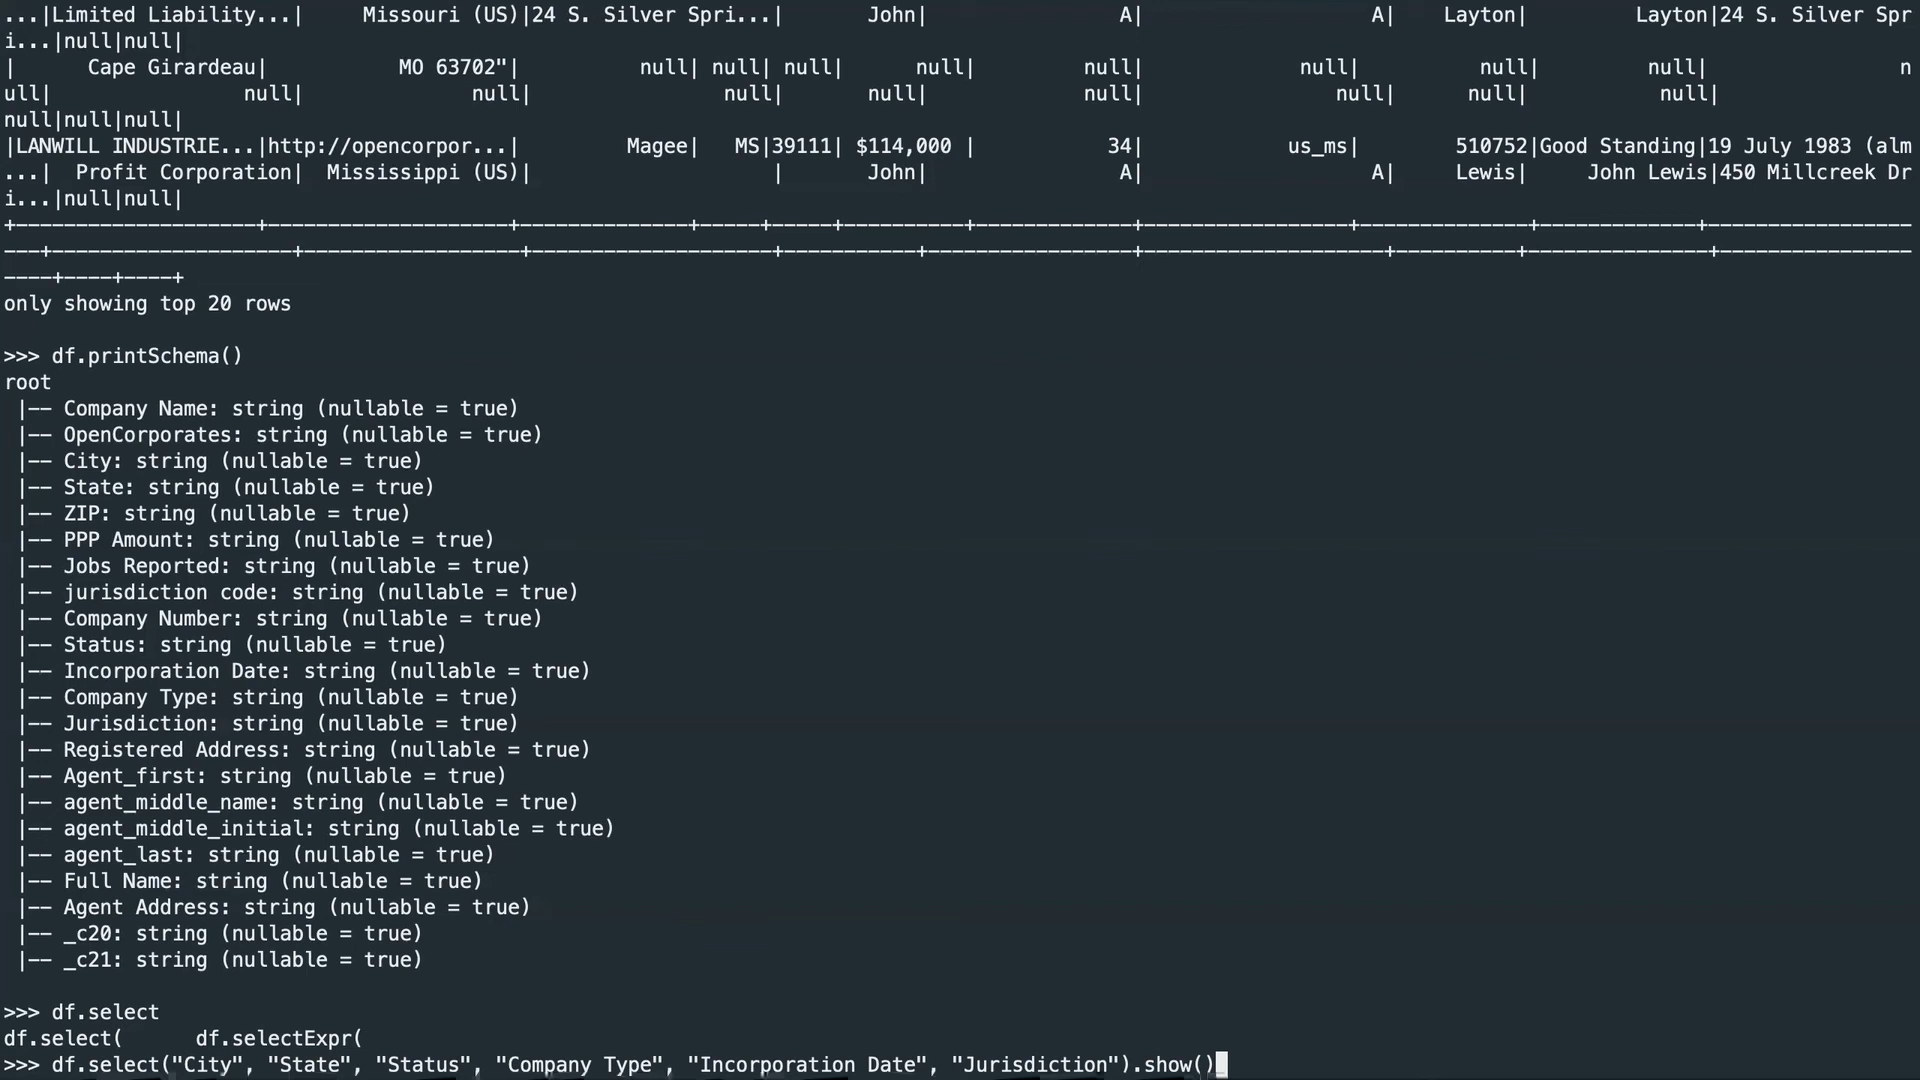 ...|Limited Liability...|     Missouri (US)|24 S. Silver Spri...|       John|                A|                   A|    Layton|         Layton|24 S. Silver Spr
i...|null|null|
|      Cape Girardeau|           MO 63702"|          null| null| null|      null|         null|             null|          null|         null|                n
ull|                null|              null|                null|       null|             null|                null|      null|           null|
null|null|null|
|LANWILL INDUSTRIE...|http://opencorpor...|         Magee|   MS|39111| $114,000 |           34|            us_ms|        510752|Good Standing|19 July 1983 (alm
...|  Profit Corporation|  Mississippi (US)|                    |       John|                A|                   A|     Lewis|     John Lewis|450 Millcreek Dr
i...|null|null|
+--------------------+--------------------+--------------+-----+-----+----------+-------------+-----------------+--------------+-------------+-----------------
---+--------------------+------------------+--------------------+-----------+-----------------+--------------------+----------+---------------+----------------
----+----+----+
only showing top 20 rows
>>> df.printSchema()
root
 |-- Company Name: string (nullable = true)
 |-- OpenCorporates: string (nullable = true)
 |-- City: string (nullable = true)
 |-- State: string (nullable = true)
 |-- ZIP: string (nullable = true)
 |-- PPP Amount: string (nullable = true)
 |-- Jobs Reported: string (nullable = true)
 |-- jurisdiction code: string (nullable = true)
 |-- Company Number: string (nullable = true)
 |-- Status: string (nullable = true)
 |-- Incorporation Date: string (nullable = true)
 |-- Company Type: string (nullable = true)
 |-- Jurisdiction: string (nullable = true)
 |-- Registered Address: string (nullable = true)
 |-- Agent_first: string (nullable = true)
 |-- agent_middle_name: string (nullable = true)
 |-- agent_middle_initial: string (nullable = true)
 |-- agent_last: string (nullable = true)
 |-- Full Name: string (nullable = true)
 |-- Agent Address: string (nullable = true)
 |-- _c20: string (nullable = true)
 |-- _c21: string (nullable = true)
>>> df.select
df.select(      df.selectExpr(
>>> df.select("City", "State", "Status", "Company Type", "Incorporation Date", "Jurisdiction").show()